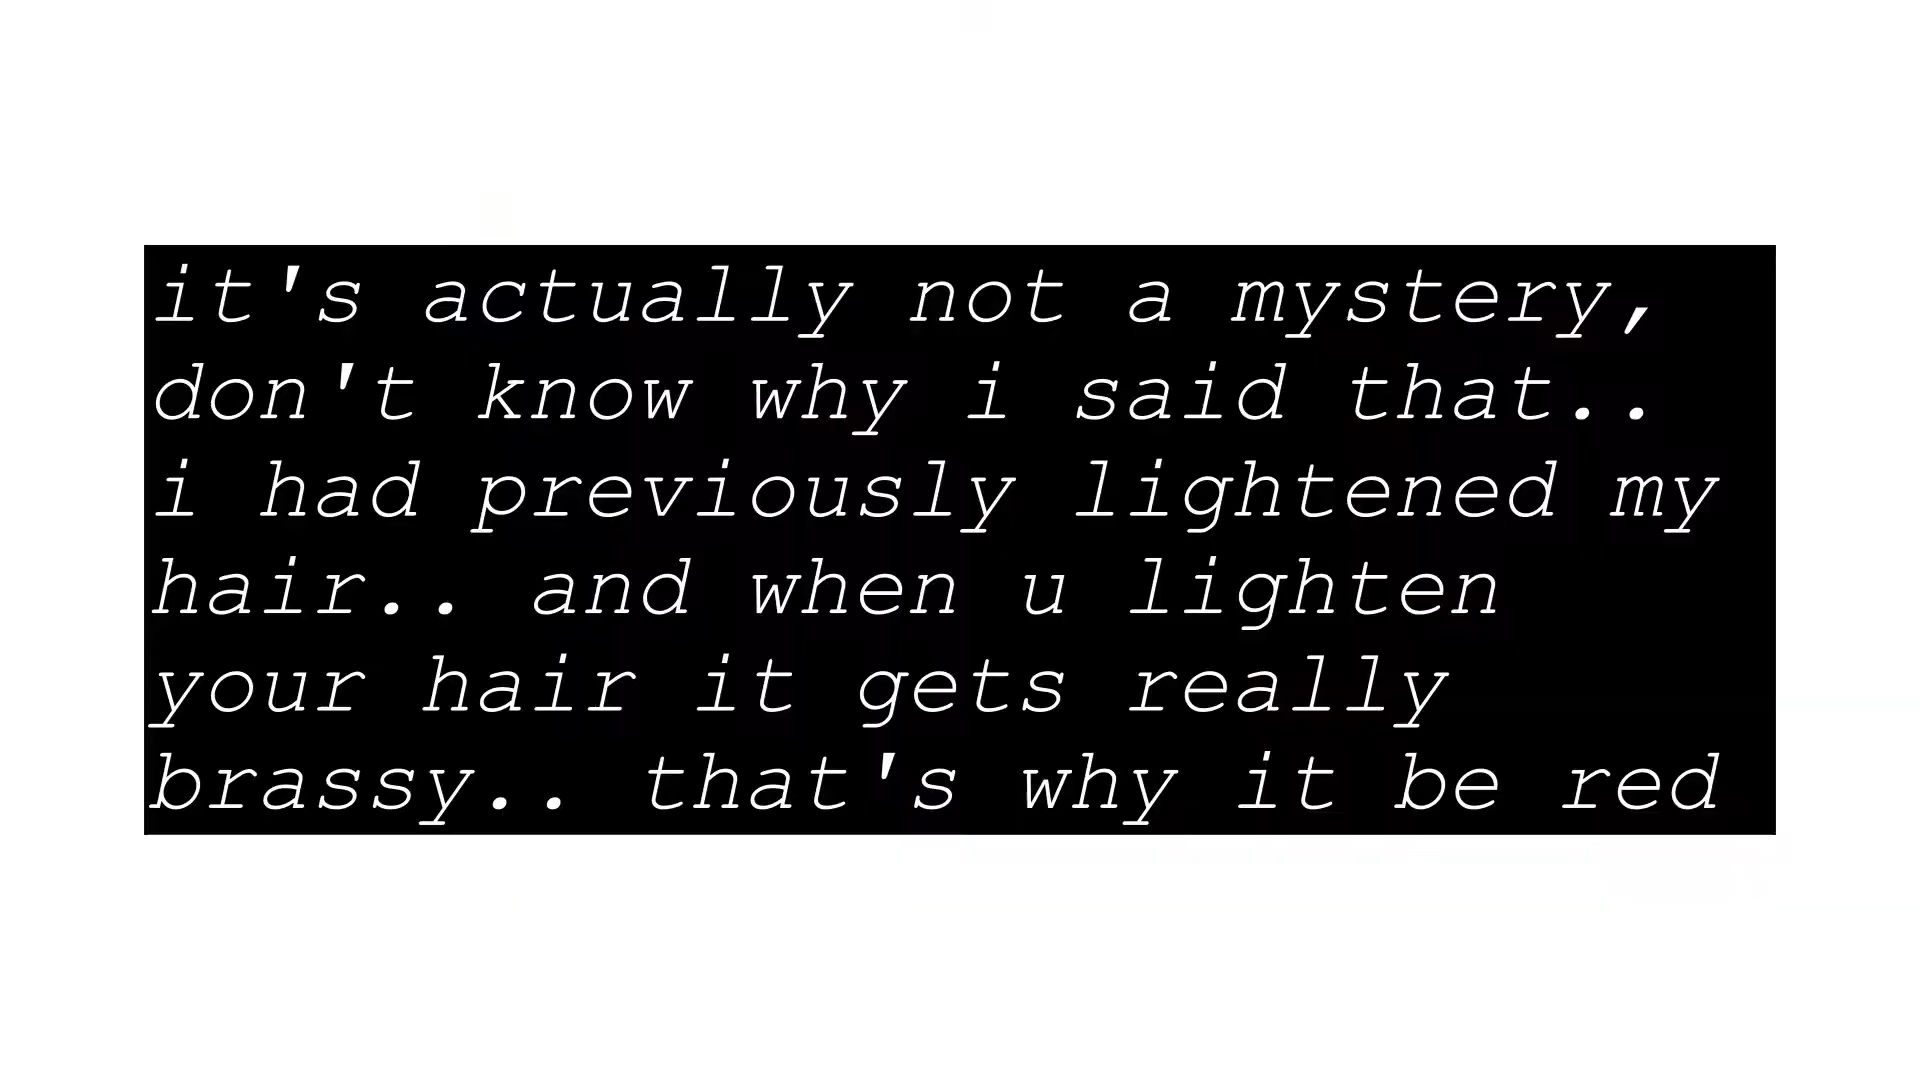 it's actually not a mystery,
don't know why i said that..
i had previously lightened my
hair.. and when u lighten
your hair it gets really
brassy.. that's why it be red